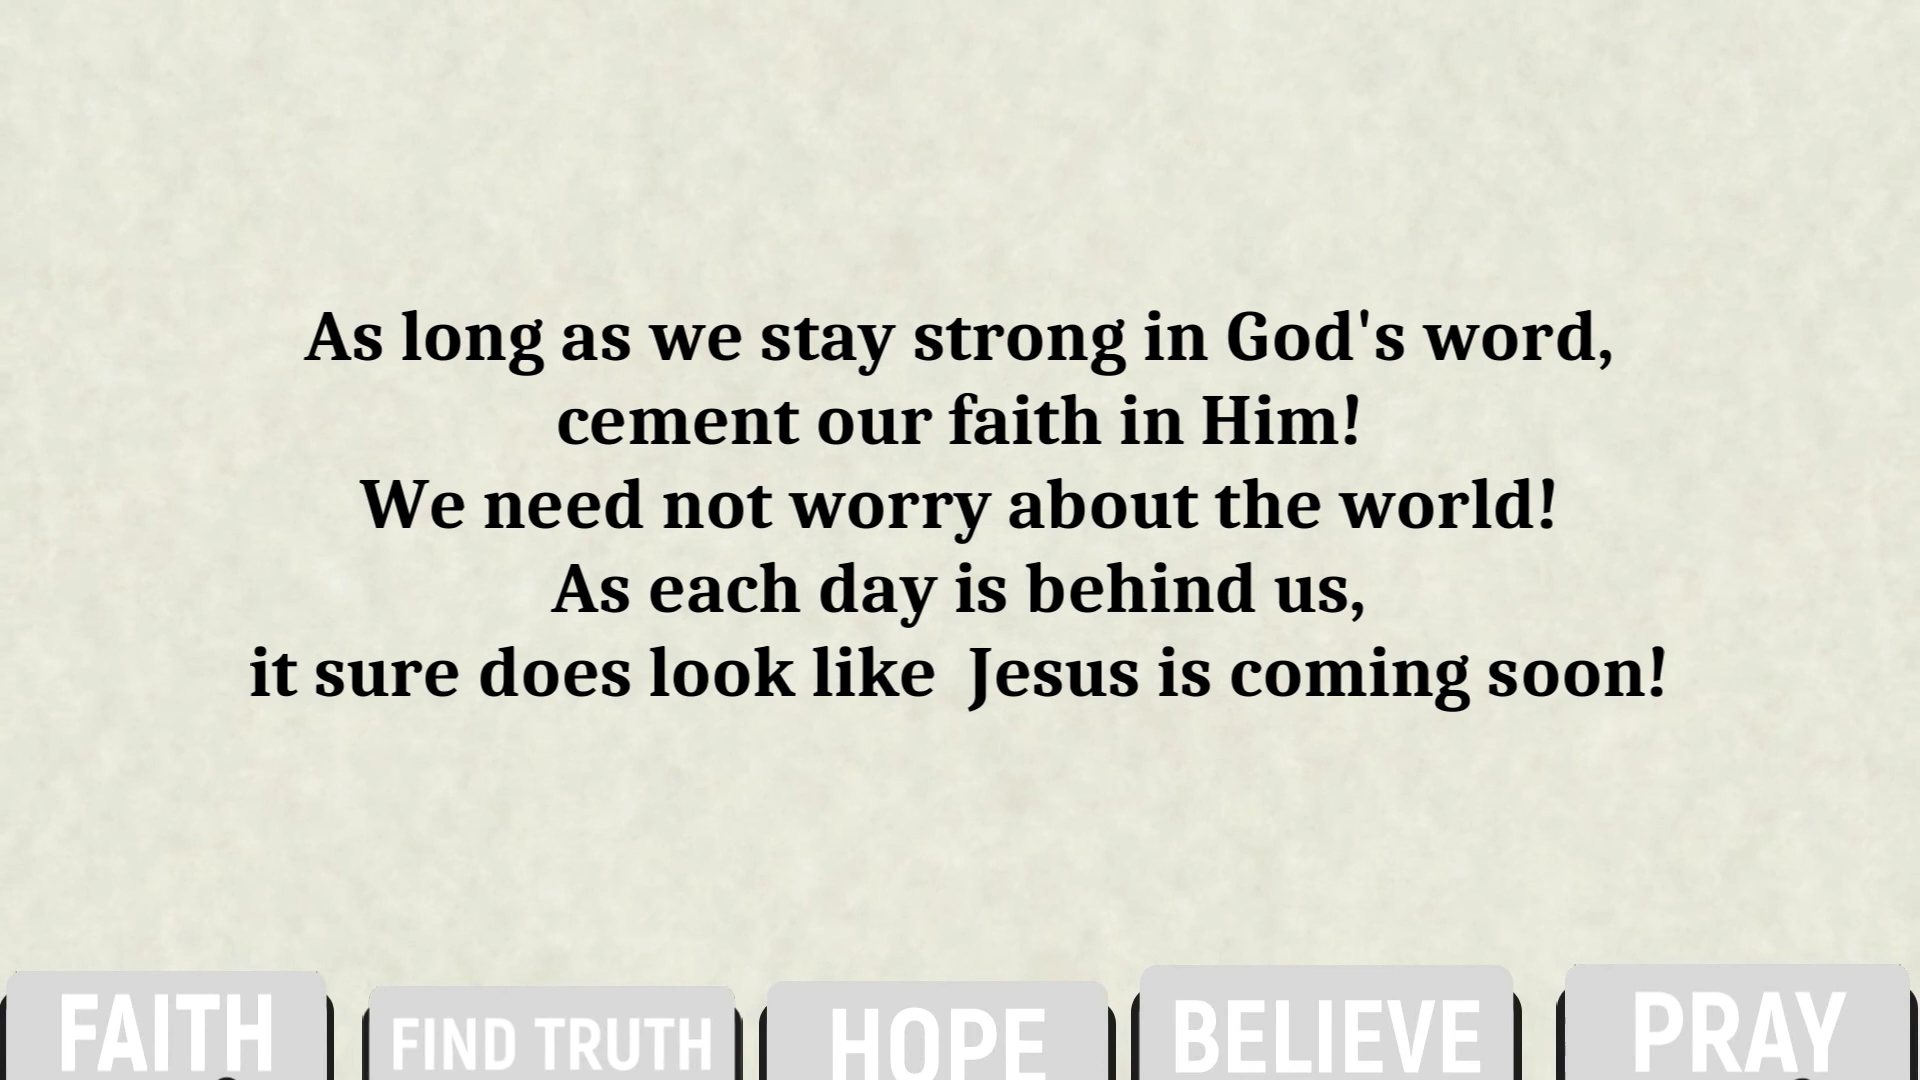 As long as we stay strong in God's word,
cement our faith in Him!
We need not worry about the world!
As each day is behind us,
it sure does look like  Jesus is coming soon!
FAITH
FIND TRUTH
HOPE
BELIEVE
PRAY